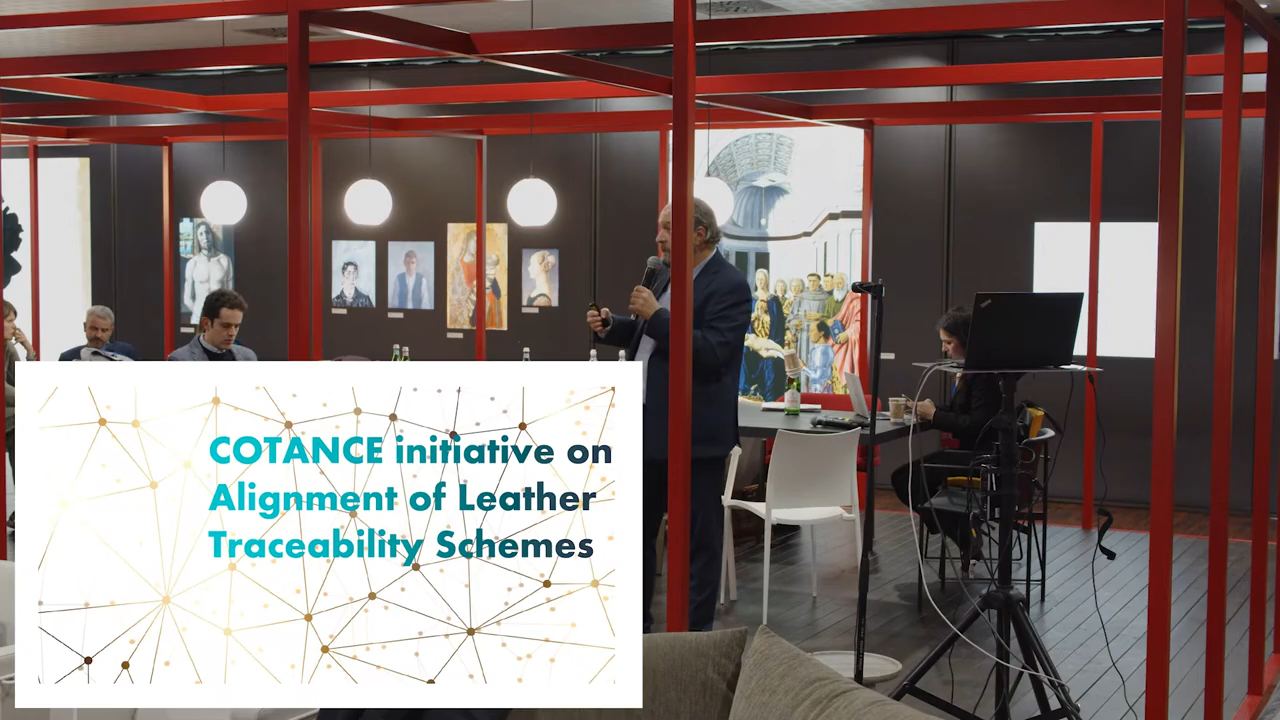 COTANCE initiative on
Alignment of Leather
Traceability Schemes